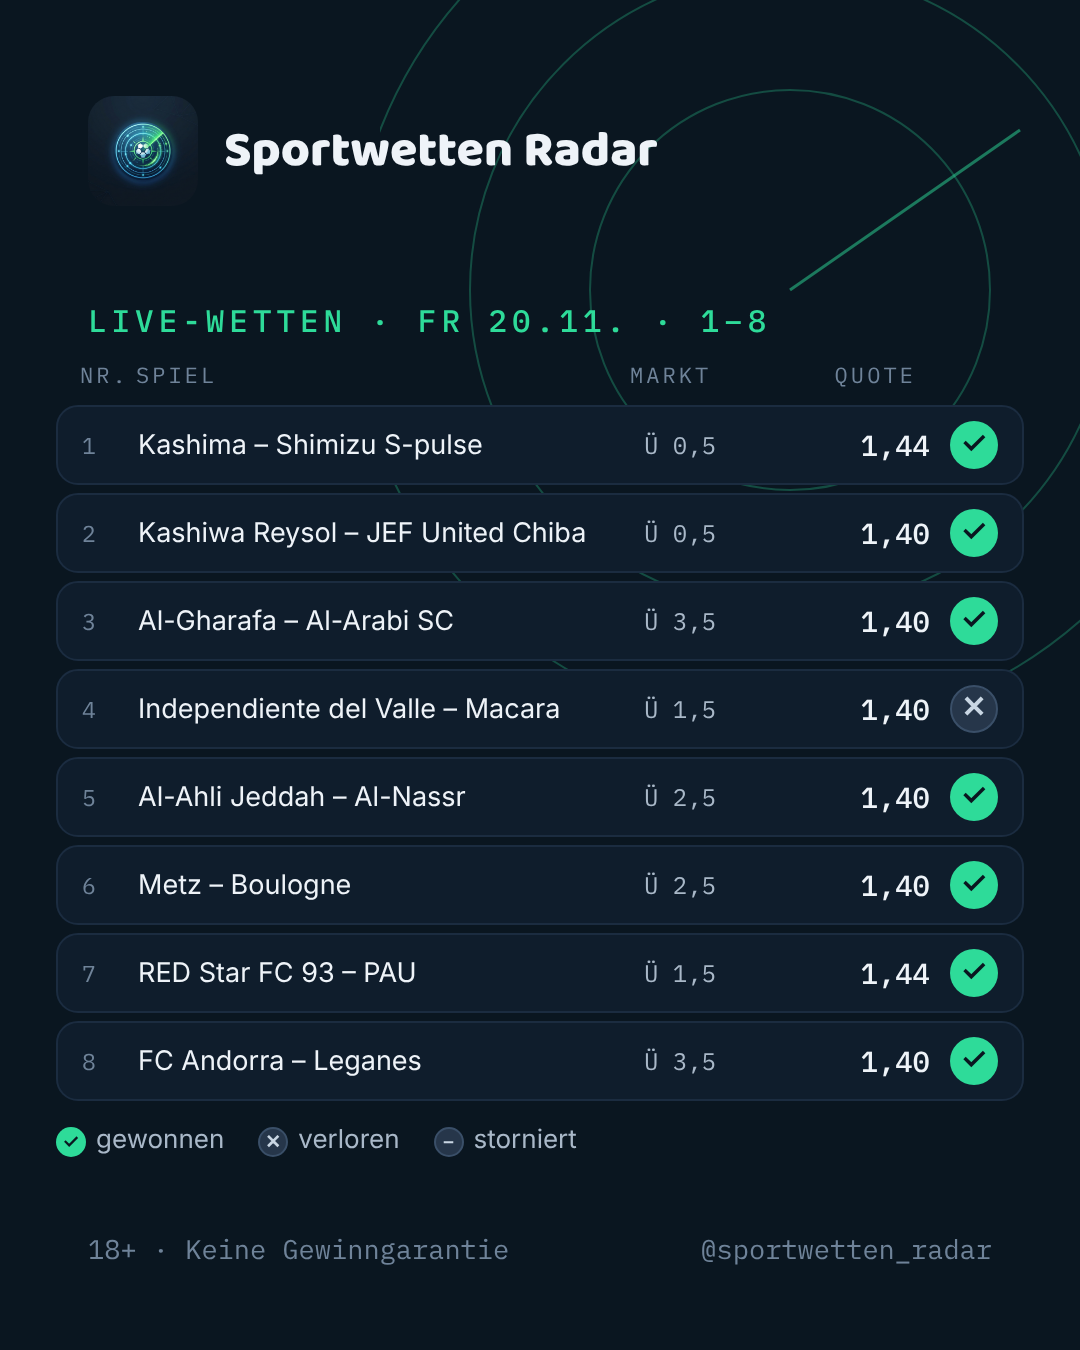 Sportwetten Radar
LIVE-WETTEN · FR 20.11. · 1–8
NR. SPIEL MARKT QUOTE
1 Kashima – Shimizu S-pulse Ü 0,5 1,44
2 Kashiwa Reysol – JEF United Chiba Ü 0,5 1,40
3 Al-Gharafa – Al-Arabi SC Ü 3,5 1,40
4 Independiente del Valle – Macara Ü 1,5 1,40
5 Al-Ahli Jeddah – Al-Nassr Ü 2,5 1,40
6 Metz – Boulogne Ü 2,5 1,40
7 RED Star FC 93 – PAU Ü 1,5 1,44
8 FC Andorra – Leganes Ü 3,5 1,40
gewonnen verloren storniert
18+ · Keine Gewinngarantie @sportwetten_radar